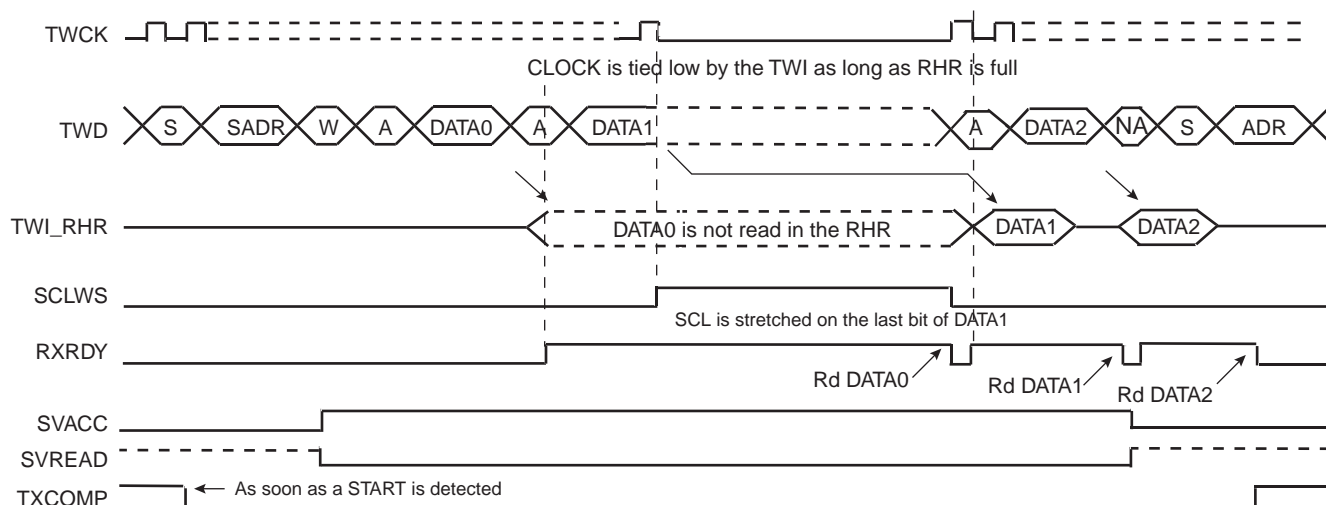 TWCK
CLOCK is tied low by the TWI as long as RHR is full
TWD S SADR W A DATA0 A DATA1 A DATA2 NA S ADR
TWI_RHR DATA0 is not read in the RHR DATA1 DATA2
SCLWS
SCL is stretched on the last bit of DATA1
RXRDY
Rd DATA0 Rd DATA1 Rd DATA2
SVACC
SVREAD
TXCOMP As soon as a START is detected